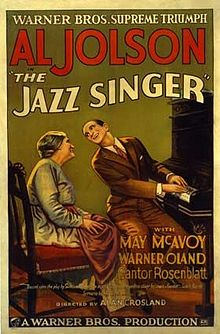 WARNER BROS. SUPREME TRIUMPH
AL JOLSON
IN
"THE
JAZZ SINGER"
WITH
MAY McAVOY
WARNER OLAND
Cantor Rosenblatt
DIRECTED BY ALAN CROSLAND
A WARNER BROS. PRODUCTION